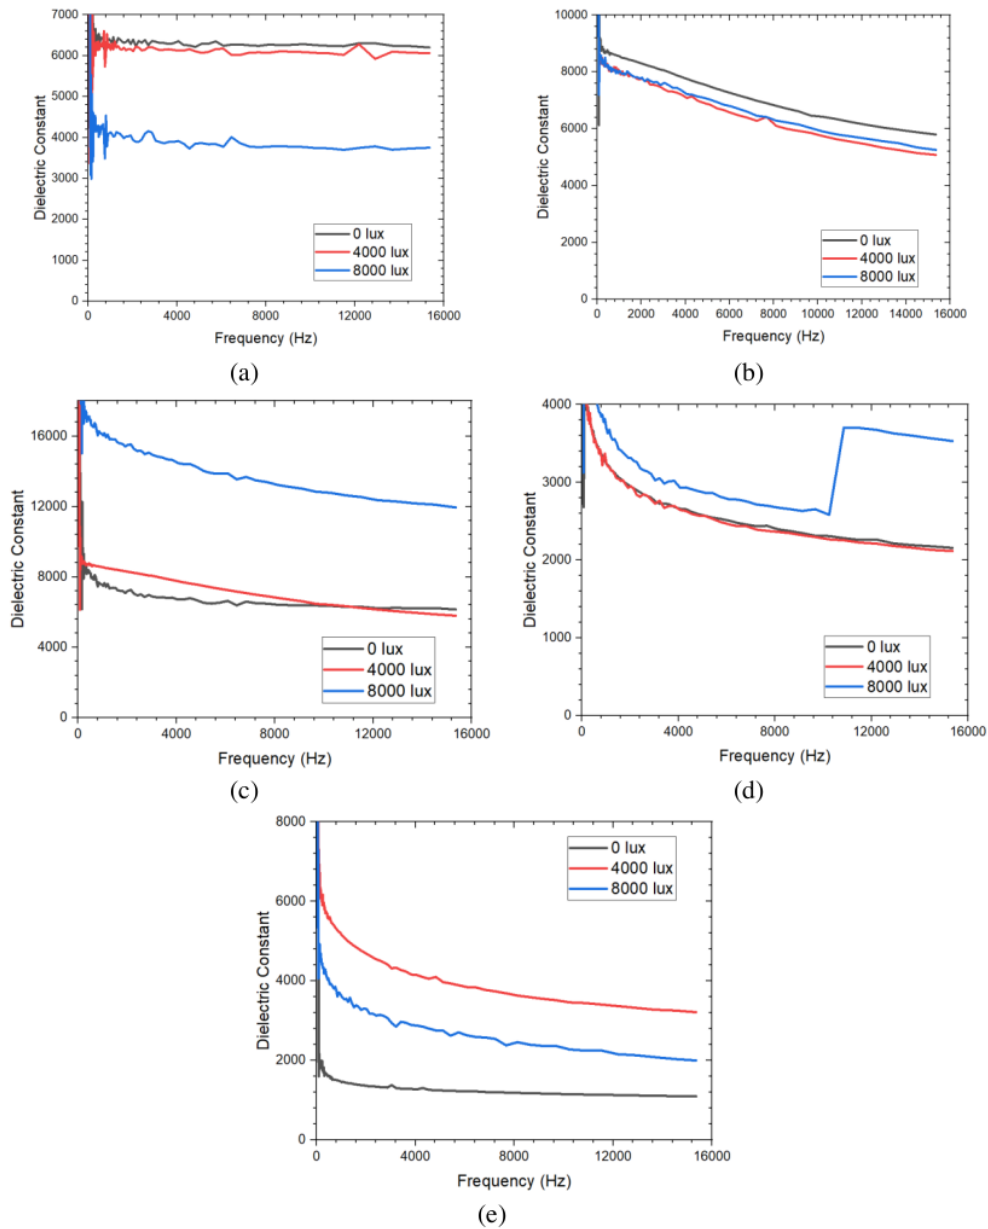 7000
6000
5000
4000
3000
2000
1000
0
Dielectric Constant
0 lux
4000 lux
8000 lux
0 4000 8000 12000 16000
Frequency (Hz)
(a)
10000
8000
6000
4000
2000
0
Dielectric Constant
0 lux
4000 lux
8000 lux
0 2000 4000 6000 8000 10000 12000 14000 16000
Frequency (Hz)
(b)
16000
12000
8000
4000
0
Dielectric Constant
0 lux
4000 lux
8000 lux
0 4000 8000 12000 16000
Frequency (Hz)
(c)
4000
3000
2000
1000
0
Dielectric Constant
0 lux
4000 lux
8000 lux
0 4000 8000 12000 16000
Frequency (Hz)
(d)
8000
6000
4000
2000
0
Dielectric Constant
0 lux
4000 lux
8000 lux
0 4000 8000 12000 16000
Frequency (Hz)
(e)